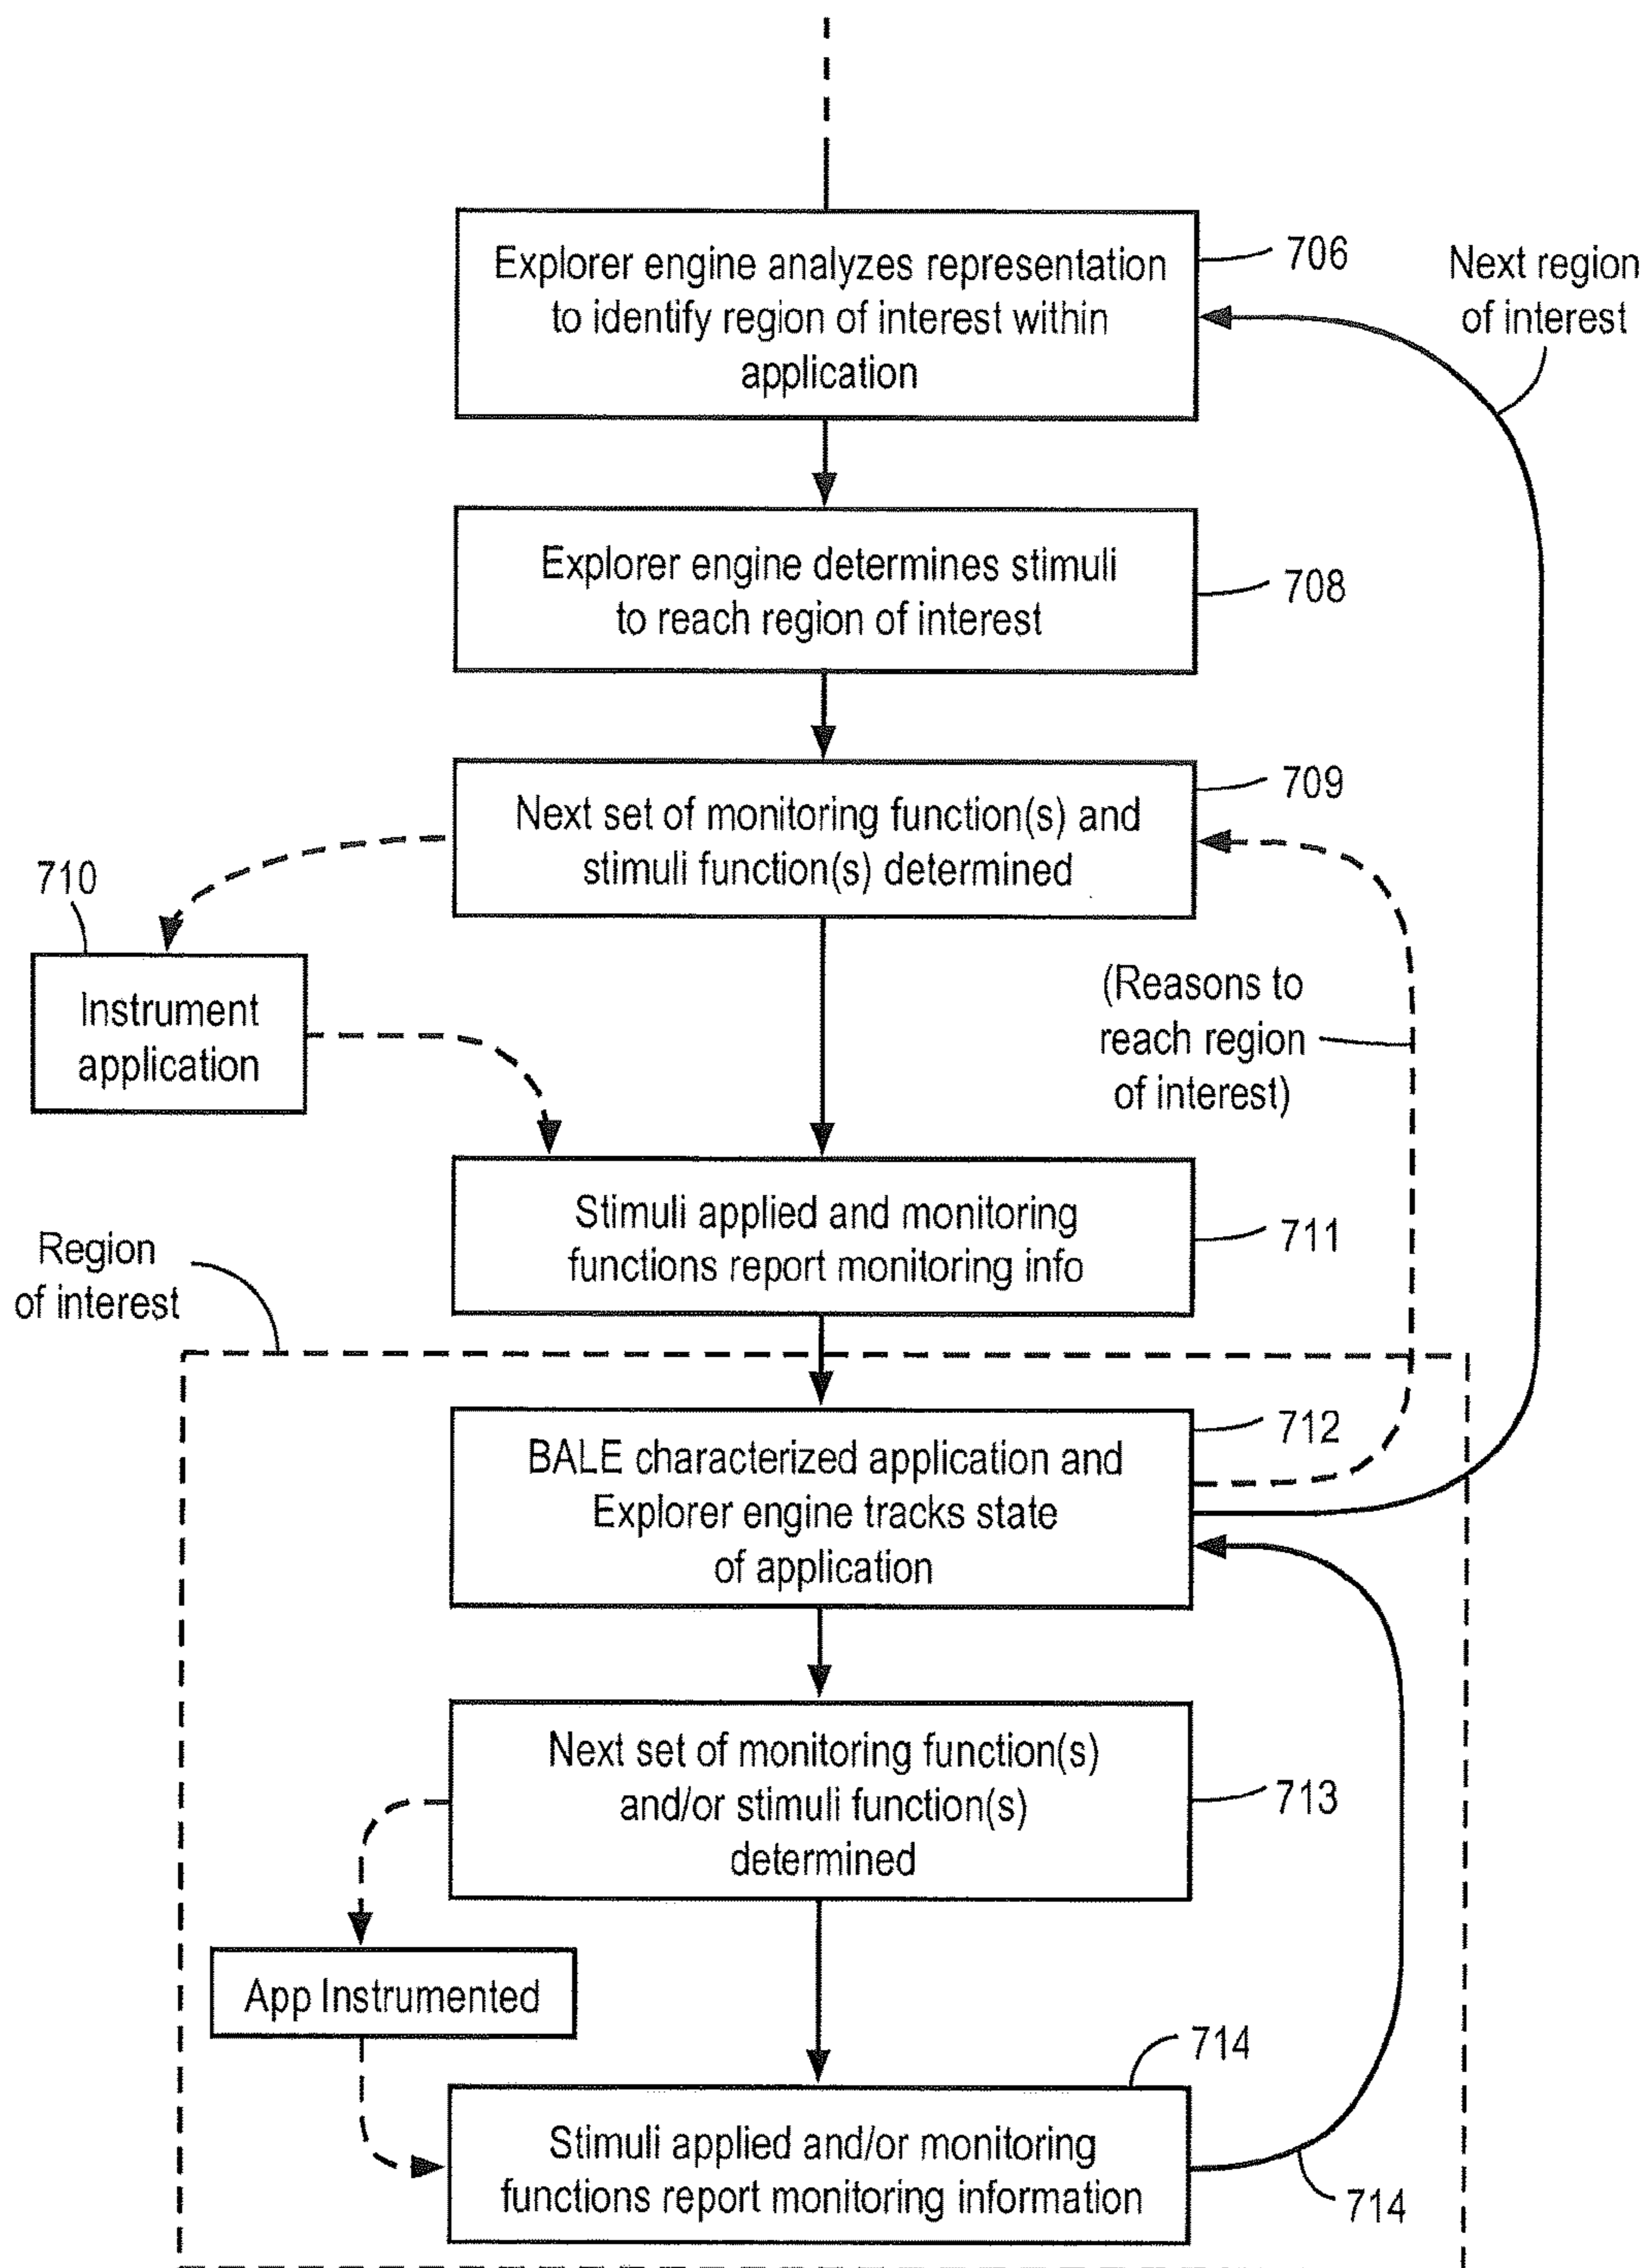 Explorer engine analyzes representation
to identify region of interest within
application
706
Next region
of interest
Explorer engine determines stimuli
to reach region of interest
708
Next set of monitoring function(s) and
stimuli function(s) determined
709
710
Instrument
application
(Reasons to
reach region
of interest)
Stimuli applied and monitoring
functions report monitoring info
711
Region
of interest
BALE characterized application and
Explorer engine tracks state
of application
712
Next set of monitoring function(s)
and/or stimuli function(s)
determined
713
App Instrumented
714
Stimuli applied and/or monitoring
functions report monitoring information
714